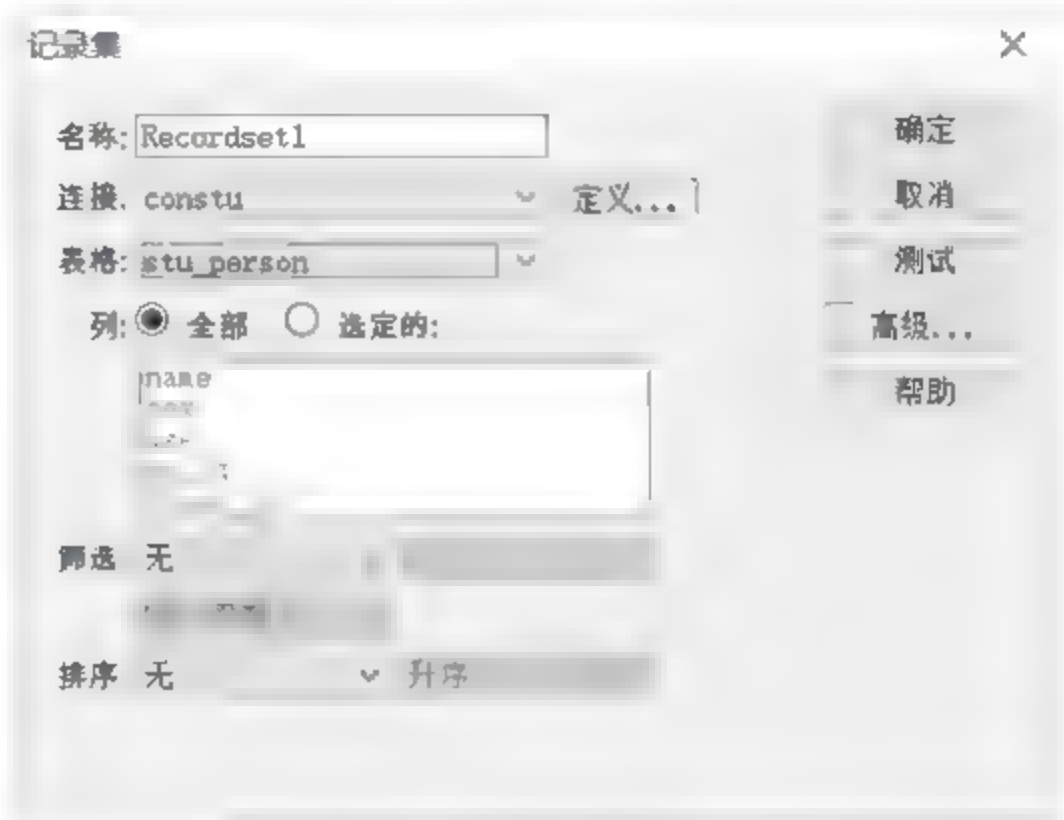 记录集
名称: Recordset1
确定
连接. constu 定义...
取消
表格: stu_person
测试
列: 全部 选定的:
高级...
name
帮助
筛选 无
排序 无 升序